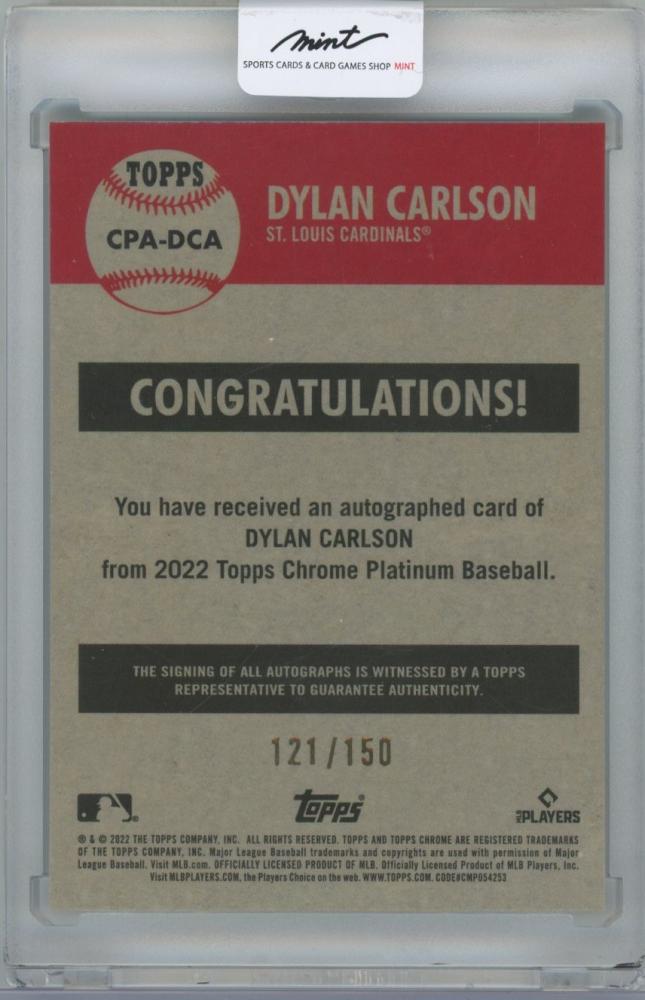 mint
SPORTS CARDS & CARD GAMES SHOP MINT
TOPPS
CPA-DCA
DYLAN CARLSON
ST. LOUIS CARDINALS®
CONGRATULATIONS!
You have received an autographed card of
DYLAN CARLSON
from 2022 Topps Chrome Platinum Baseball.
THE SIGNING OF ALL AUTOGRAPHS IS WITNESSED BY A TOPPS
REPRESENTATIVE TO GUARANTEE AUTHENTICITY.
121/150
topps
MLB PLAYERS
® & © 2022 THE TOPPS COMPANY, INC. ALL RIGHTS RESERVED. TOPPS AND TOPPS CHROME ARE REGISTERED TRADEMARKS
OF THE TOPPS COMPANY, INC. Major League Baseball trademarks and copyrights are used with permission of Major
League Baseball. Visit MLB.com. OFFICIALLY LICENSED PRODUCT OF MLB. Officially Licensed Product of MLB Players, Inc.
Visit MLBPLAYERS.COM, the Players Choice on the web. WWW.TOPPS.COM. CODE#CMP054253